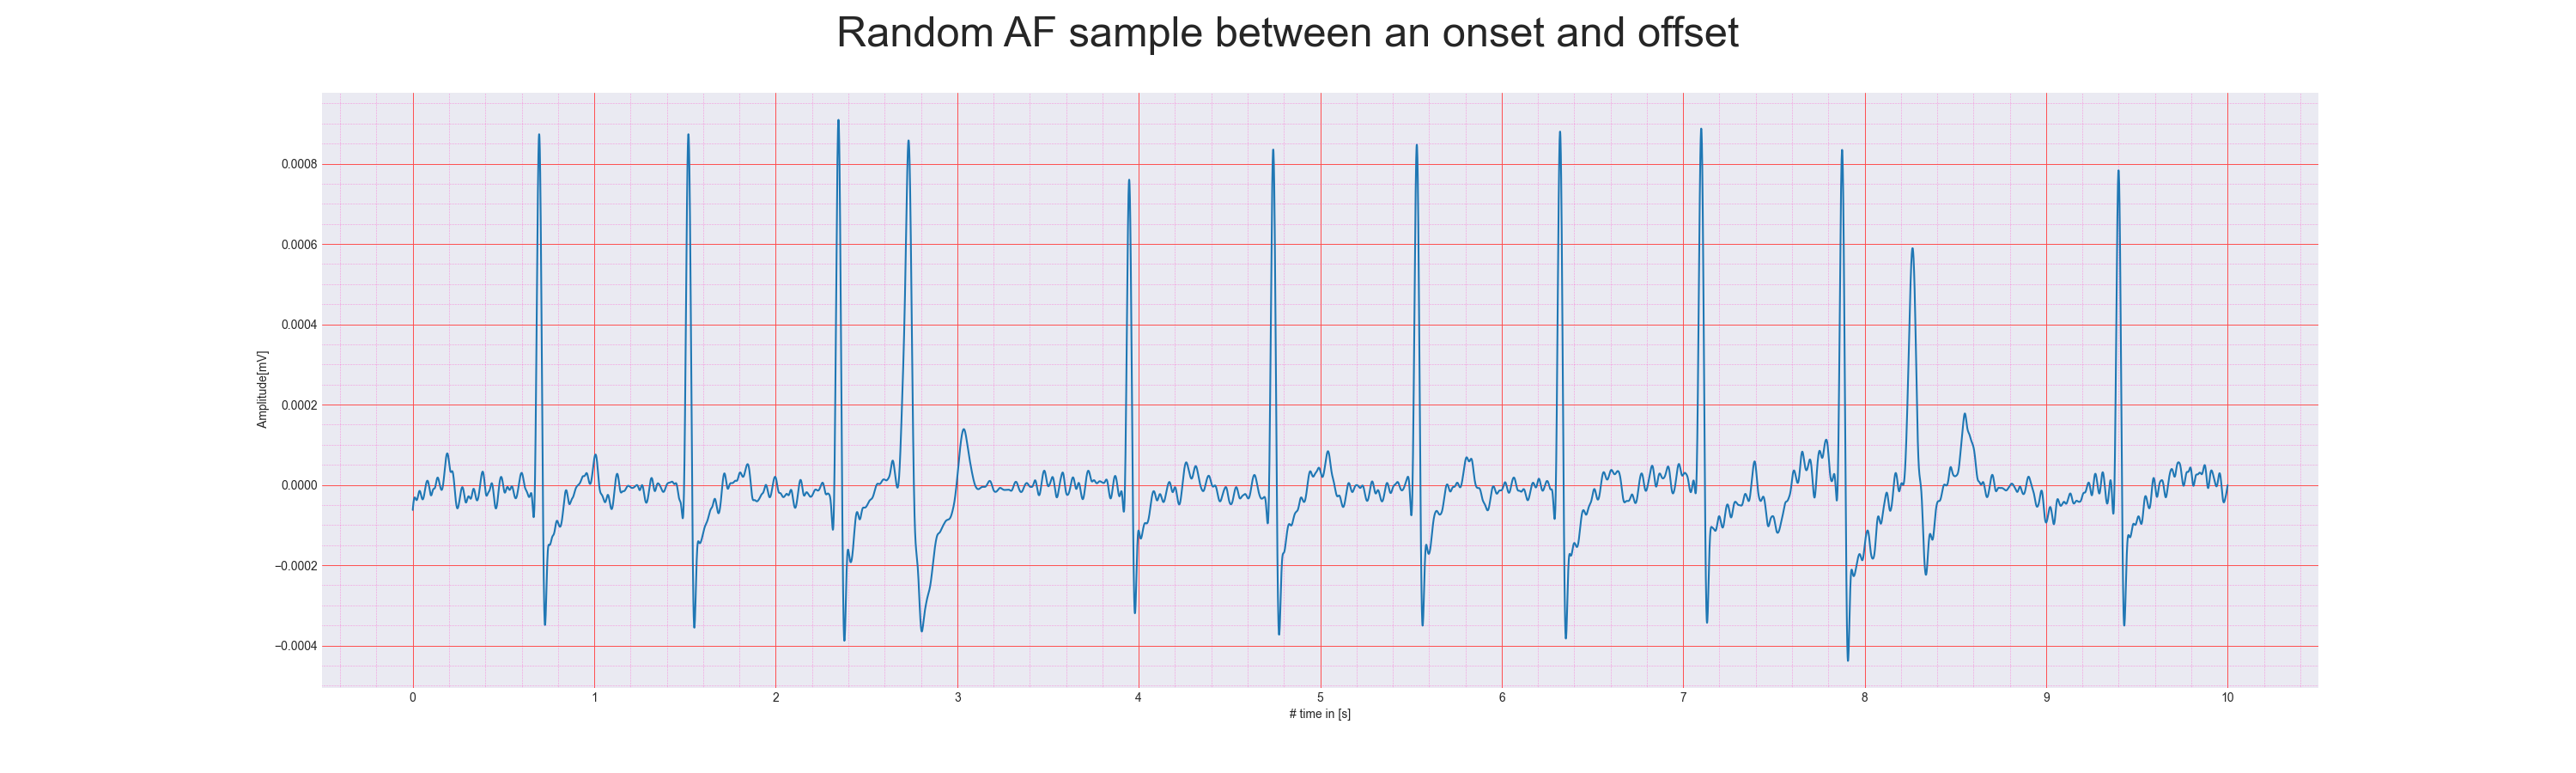 Random AF sample between an onset and offset
0.0008
0.0006
0.0004
0.0002
0.0000
−0.0002
−0.0004
Amplitude[mV]
0 1 2 3 4 5 6 7 8 9 10
# time in [s]